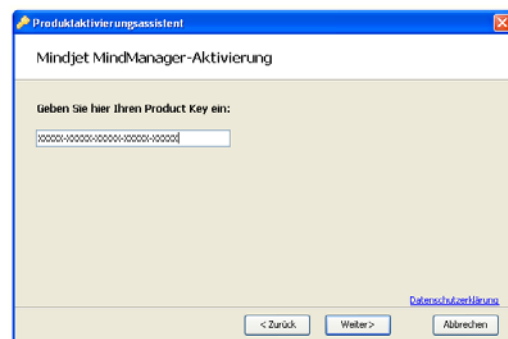 Produktaktivierungsassistent
Mindjet MindManager-Aktivierung
Geben Sie hier Ihren Product Key ein:
XXXXX-XXXXX-XXXXX-XXXXX-XXXXX
Datenschutzerklärung
< Zurück
Weiter >
Abbrechen